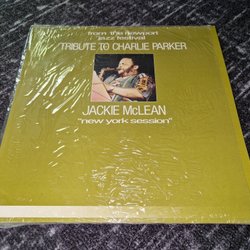 from the newport
jazz festival
TRIBUTE TO CHARLIE PARKER
JACKIE McLEAN
"new york session"